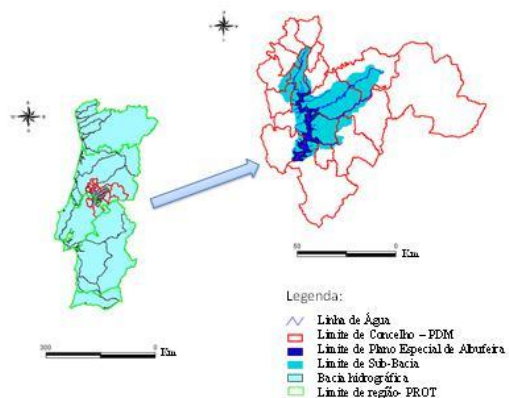 50
0
Km
300
0
Km
Legenda:
Linha de Água
Limite de Concelho – PDM
Limite de Plano Especial de Albufeira
Limite de Sub-Bacia
Bacia hidrográfica
Limite de região- PROT